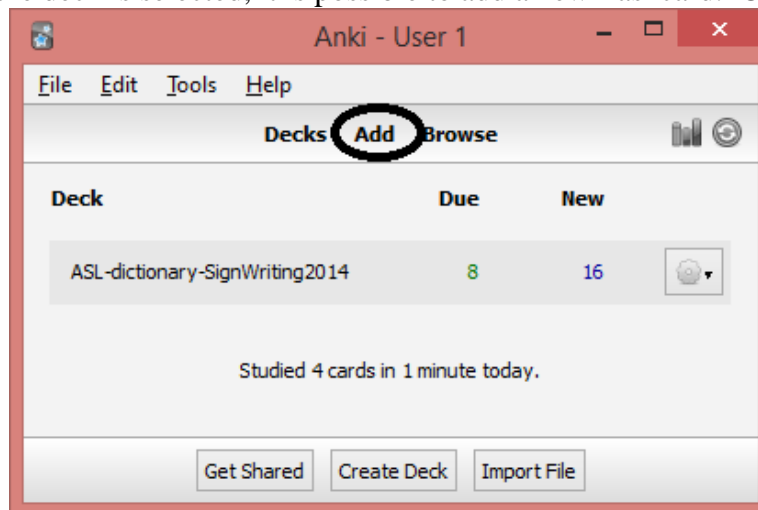 Anki - User 1
File Edit Tools Help
Decks Add Browse
Deck Due New
ASL-dictionary-SignWriting2014 8 16
Studied 4 cards in 1 minute today.
Get Shared Create Deck Import File